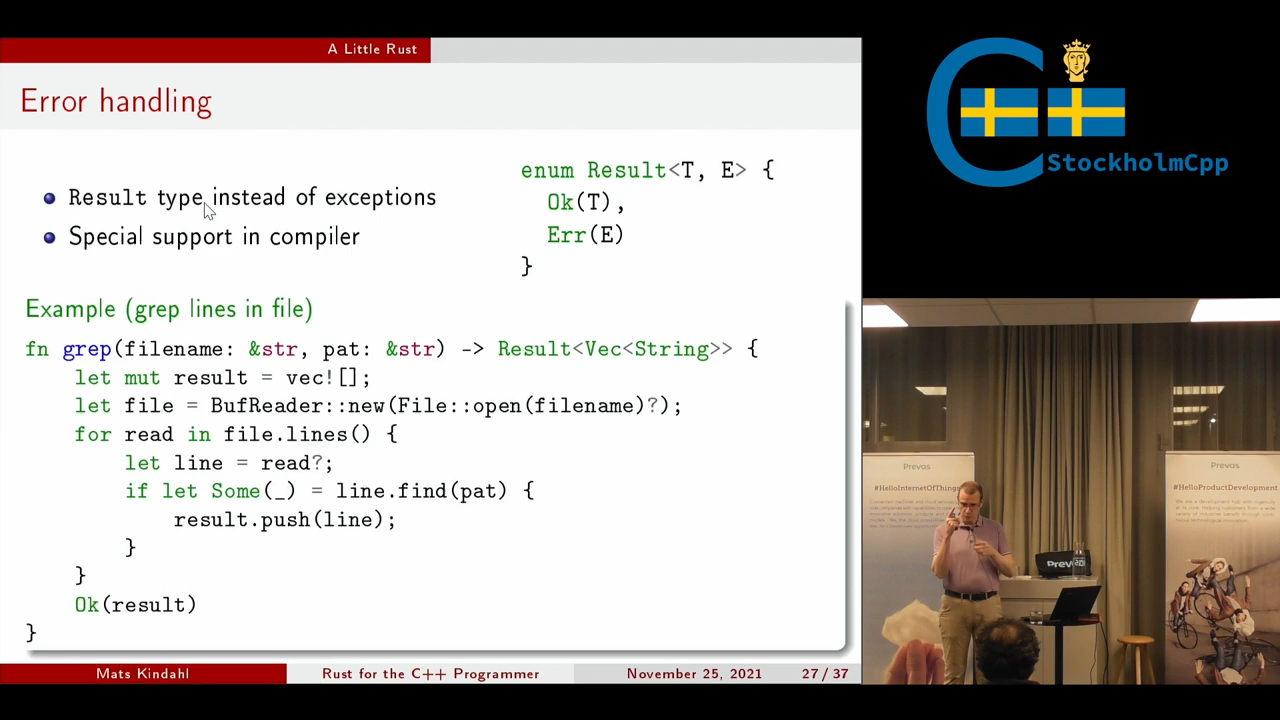 A Little Rust
Error handling
Result type instead of exceptions
Special support in compiler
enum Result<T, E> {
Ok(T),
Err(E)
}
Example (grep lines in file)
fn grep(filename: &str, pat: &str) -> Result<Vec<String>> {
let mut result = vec![];
let file = BufReader::new(File::open(filename)?);
for read in file.lines() {
let line = read?;
if let Some(_) = line.find(pat) {
result.push(line);
}
}
Ok(result)
}
Mats Kindahl
Rust for the C++ Programmer
November 25, 2021
27 / 37
StockholmCpp
Prevas
#HelloInternetOfThings
Prevas
#HelloProductDevelopment